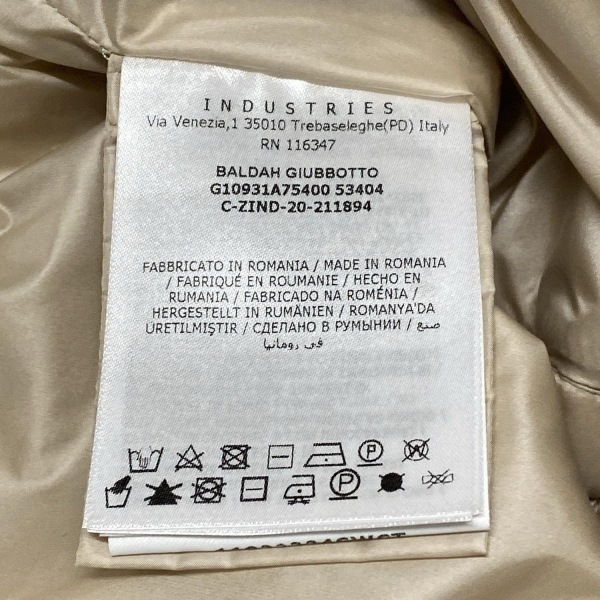 INDUSTRIES
Via Venezia,1 35010 Trebaseleghe(PD) Italy
RN 116347
BALDAH GIUBBOTTO
G10931A75400 53404
C-ZIND-20-211894
FABBRICATO IN ROMANIA / MADE IN ROMANIA
/ FABRIQUÉ EN ROUMANIE / HECHO EN
RUMANIA / FABRICADO NA ROMÉNIA /
HERGESTELLT IN RUMÄNIEN / ROMANYA'DA
ÜRETILMIŞTIR / СДЕЛАНО В РУМЫНИИ / صنع
في رومانيا
P W
P